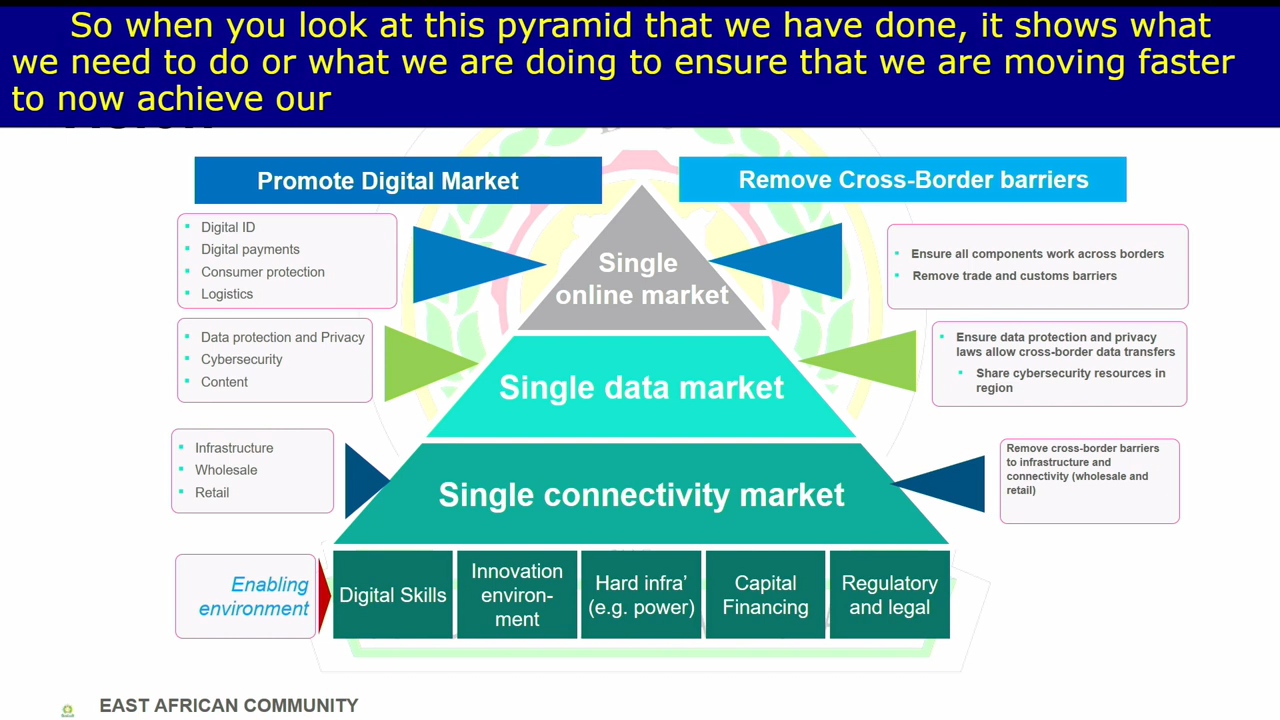 So when you look at this pyramid that we have done, it shows what
we need to do or what we are doing to ensure that we are moving faster
to now achieve our
Promote Digital Market
Remove Cross-Border barriers
Digital ID
Digital payments
Consumer protection
Logistics
Single
online market
Ensure all components work across borders
Remove trade and customs barriers
Data protection and Privacy
Cybersecurity
Content
Single data market
Ensure data protection and privacy
laws allow cross-border data transfers
Share cybersecurity resources in
region
Infrastructure
Wholesale
Retail
Single connectivity market
Remove cross-border barriers
to infrastructure and
connectivity (wholesale and
retail)
Enabling
environment
Digital Skills
Innovation
environ-
ment
Hard infra’
(e.g. power)
Capital
Financing
Regulatory
and legal
EAST AFRICAN COMMUNITY